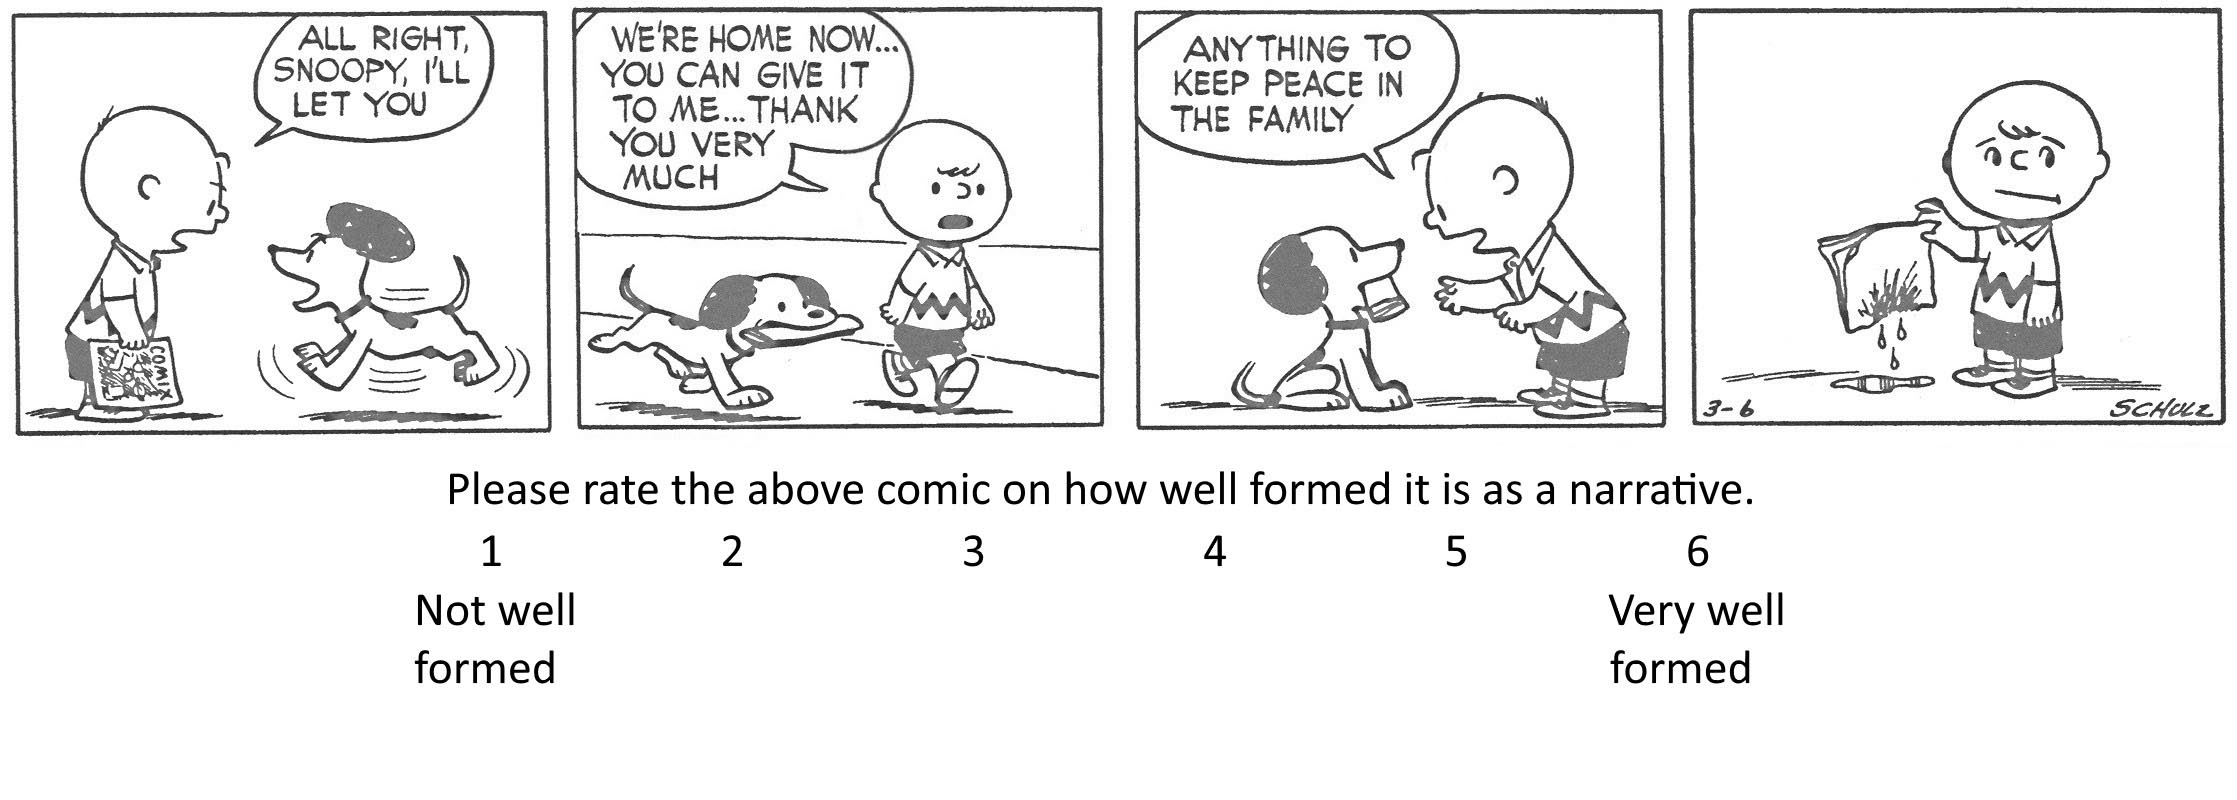 ALL RIGHT,
SNOOPY, I'LL
LET YOU
COMIX
WE'RE HOME NOW...
YOU CAN GIVE IT
TO ME...THANK
YOU VERY
MUCH
ANYTHING TO
KEEP PEACE IN
THE FAMILY
3-6
SCHULZ
Please rate the above comic on how well formed it is as a narrative.
1 2 3 4 5 6
Not well
formed
Very well
formed